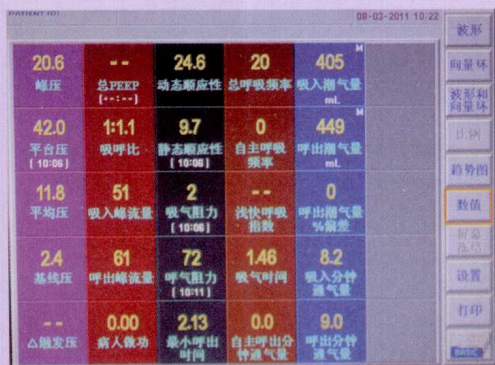 PATIENT ID:
08-03-2011 10:22
20.6
峰压
--
总PEEP
[--:--]
24.6
动态顺应性
20
总呼吸频率
M
405
吸入潮气量
mL
42.0
平台压
[10:06]
1:1.1
吸呼比
9.7
静态顺应性
[10:06]
0
自主呼吸
频率
M
449
呼出潮气量
mL
11.8
平均压
51
吸入峰流量
2
吸气阻力
[10:06]
--
浅快呼吸
指数
0
呼出潮气量
%偏差
2.4
基线压
61
呼出峰流量
72
呼气阻力
[10:11]
1.46
吸气时间
8.2
吸入分钟
通气量
--
△触发压
0.00
病人做功
2.13
最小呼出
时间
0.0
自主呼出分
钟通气量
9.0
呼出分钟
通气量
波形
向量环
波形和
向量环
比例
趋势图
数值
屏幕
冻结
设置
打印
BASIC